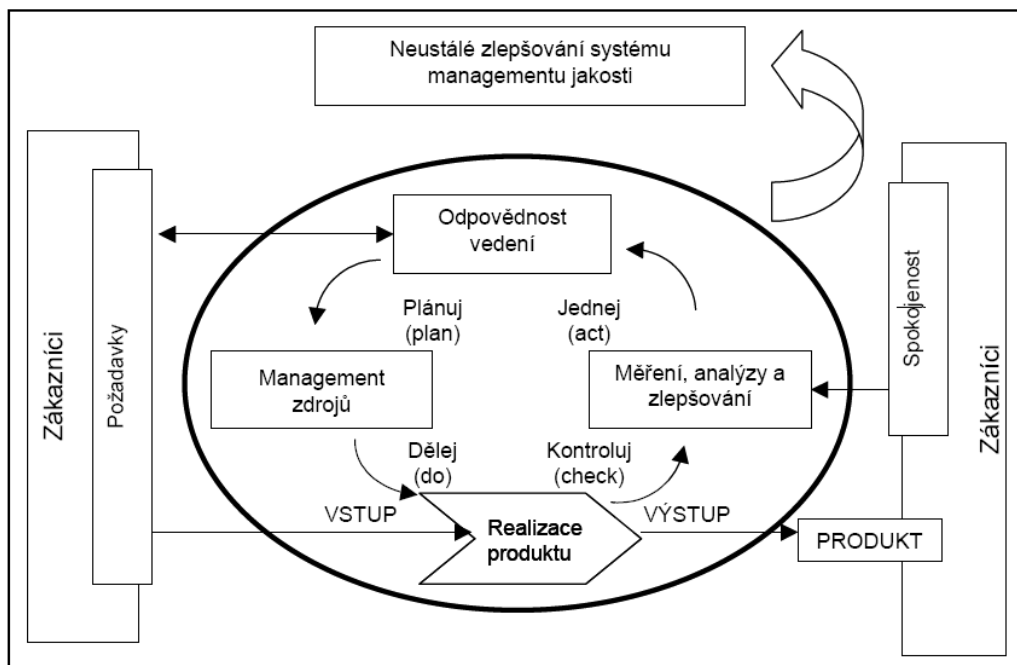 Neustálé zlepšování systému
managementu jakosti
Zákazníci
Požadavky
Odpovědnost
vedení
Plánuj
(plan)
Jednej
(act)
Management
zdrojů
Měření, analýzy a
zlepšování
Dělej
(do)
Kontroluj
(check)
VSTUP
Realizace
produktu
VÝSTUP
PRODUKT
Spokojenost
Zákazníci